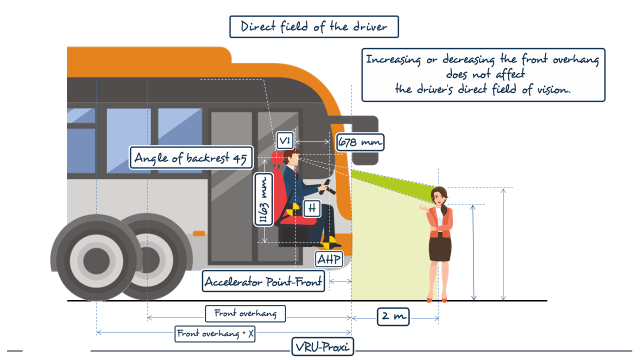 Direct field of the driver
Increasing or decreasing the front overhang
does not affect
the driver's direct field of vision.
V1
678 mm
Angle of backrest 45
1163 mm
H
AHP
Accelerator Point-Front
Front overhang
2 m
Front overhang + X
VRU-Proxi